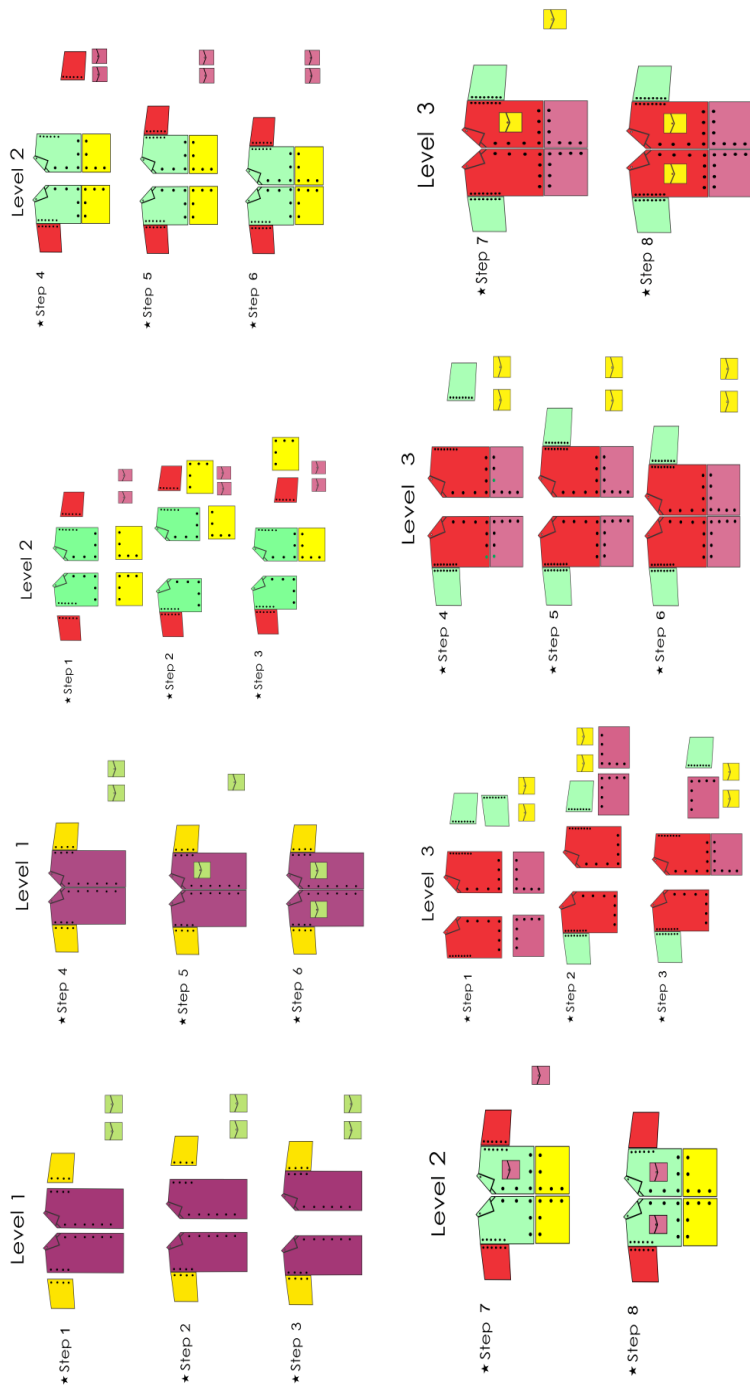 Level 1
★ Step 1
★ Step 2
★ Step 3
Level 1
★ Step 4
★ Step 5
★ Step 6
Level 2
★ Step 1
★ Step 2
★ Step 3
Level 2
★ Step 4
★ Step 5
★ Step 6
Level 2
★ Step 7
★ Step 8
Level 3
★ Step 1
★ Step 2
★ Step 3
Level 3
★ Step 4
★ Step 5
★ Step 6
Level 3
★ Step 7
★ Step 8